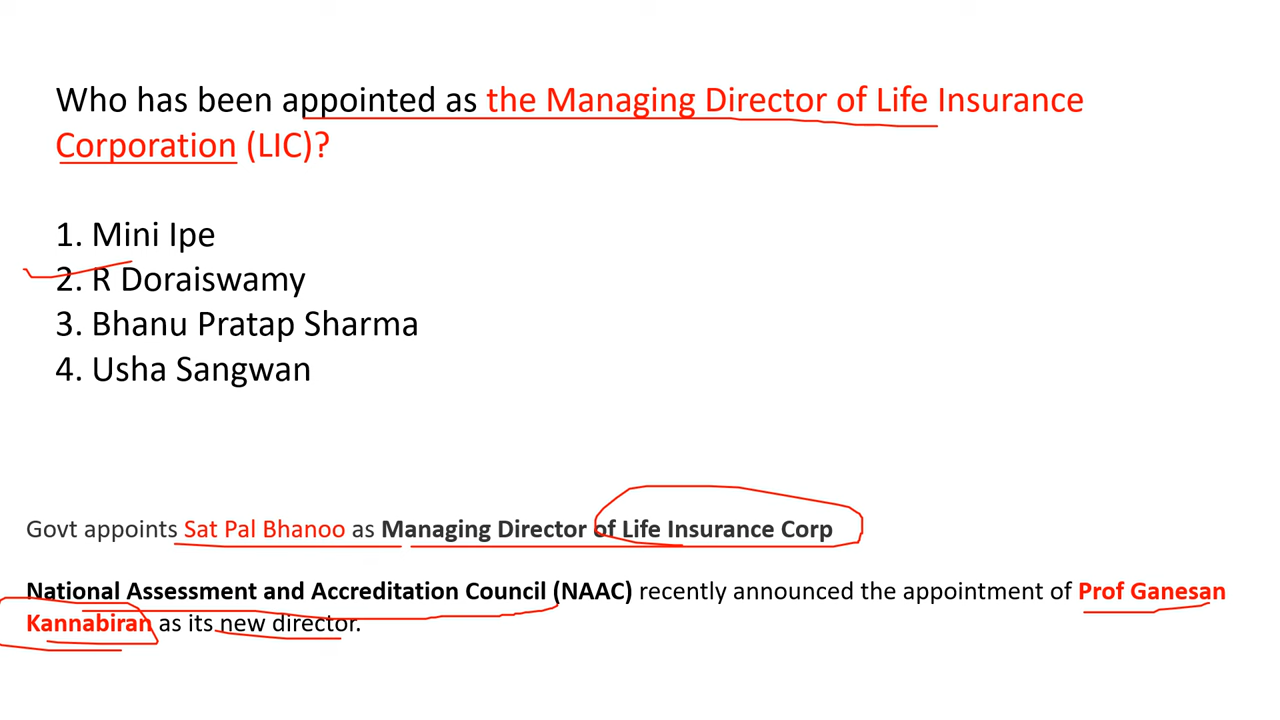 Who has been appointed as the Managing Director of Life Insurance
Corporation (LIC)?
1. Mini Ipe
2. R Doraiswamy
3. Bhanu Pratap Sharma
4. Usha Sangwan
Govt appoints Sat Pal Bhanoo as Managing Director of Life Insurance Corp
National Assessment and Accreditation Council (NAAC) recently announced the appointment of Prof Ganesan
Kannabiran as its new director.